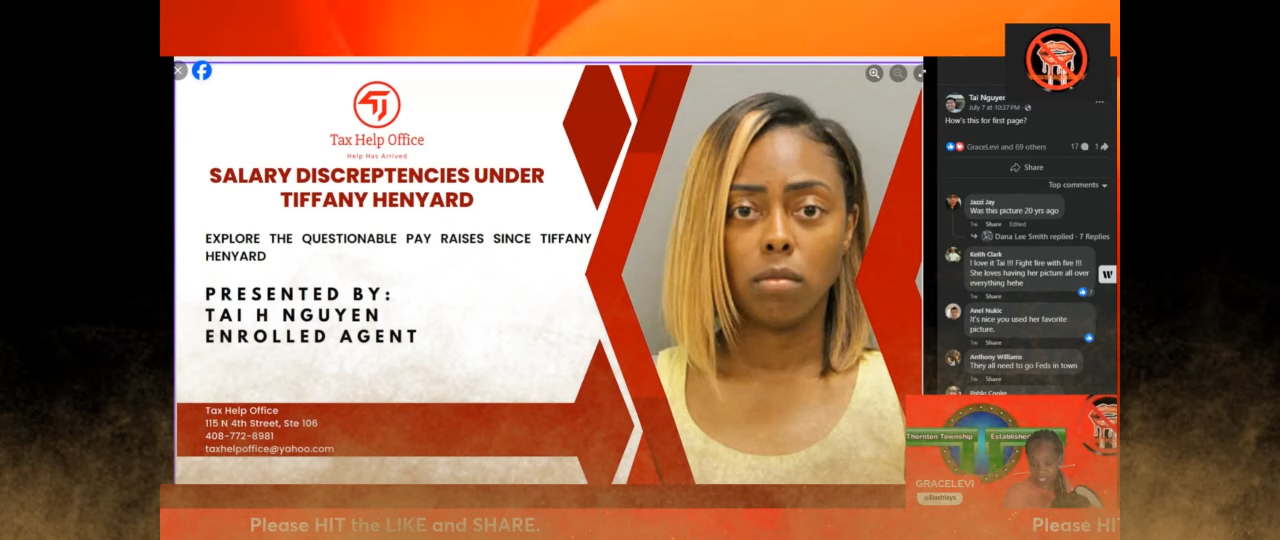 Tax Help Office
Help Has Arrived
SALARY DISCREPTENCIES UNDER
TIFFANY HENYARD
EXPLORE THE QUESTIONABLE PAY RAISES SINCE TIFFANY
HENYARD
PRESENTED BY:
TAI H NGUYEN
ENROLLED AGENT
Tax Help Office
115 N 4th Street, Ste 106
408-772-8981
taxhelpoffice@yahoo.com
Tai Nguyen
July 7 at 10:37 PM
How's this for first page?
GraceLevi and 69 others
17
1
Share
Top comments
Jazzi Jay
Was this picture 20 yrs ago
1w Share Edited
Dana Lee Smith replied · 7 Replies
Keith Clark
I love it Tai !!! Fight fire with fire !!!
She loves having her picture all over
everything hehe
1w Share
W
Anel Nukic
It's nice you used her favorite
picture.
1w Share
Anthony Williams
They all need to go Feds in town
1w Share
Thornton Township
Established
GRACELEVI
Please HIT the LIKE and SHARE.
Please HI